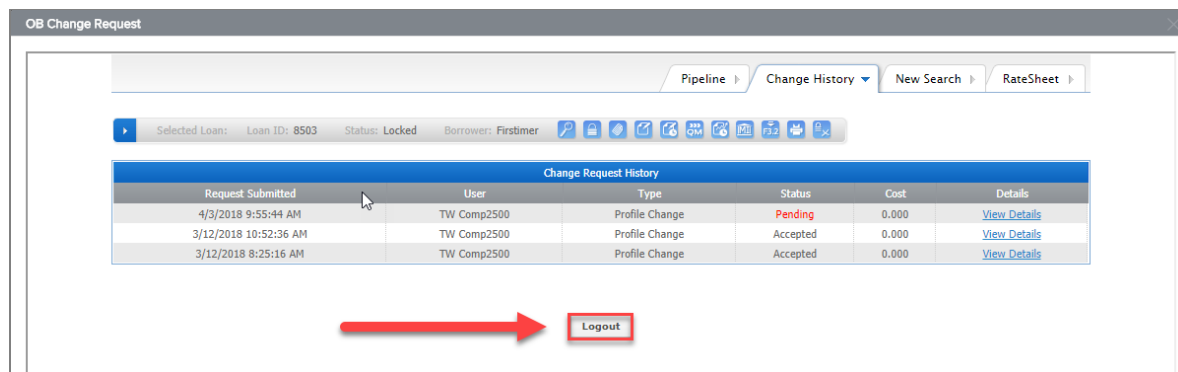 OB Change Request
Pipeline Change History New Search RateSheet
Selected Loan: Loan ID: 8503 Status: Locked Borrower: Firstimer QM MI F3.2
Change Request History
Request Submitted User Type Status Cost Details
4/3/2018 9:55:44 AM TW Comp2500 Profile Change Pending 0.000 View Details
3/12/2018 10:52:36 AM TW Comp2500 Profile Change Accepted 0.000 View Details
3/12/2018 8:25:16 AM TW Comp2500 Profile Change Accepted 0.000 View Details
Logout